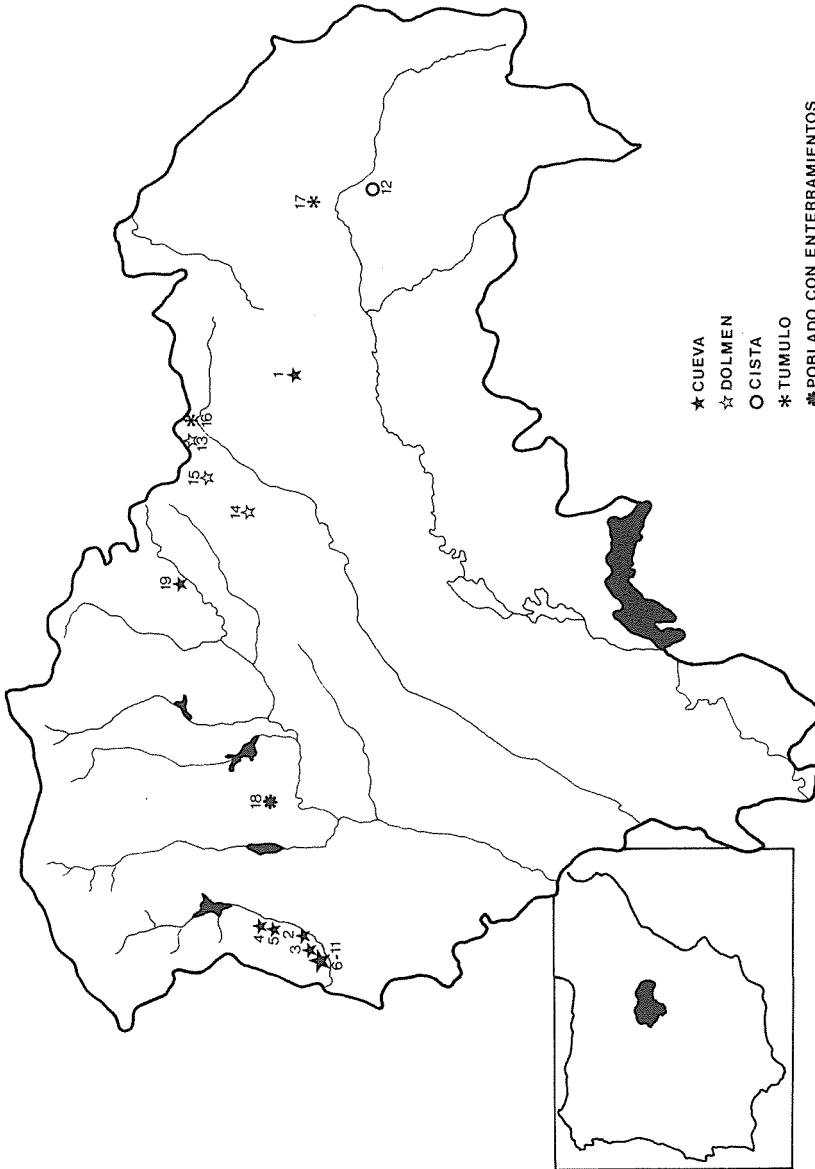 4
5
2
3
6-11
18
19
14
15
13
16
1
17
12
★ CUEVA
☆ DOLMEN
○ CISTA
* TUMULO
POBLADO CON ENTERRAMIENTOS